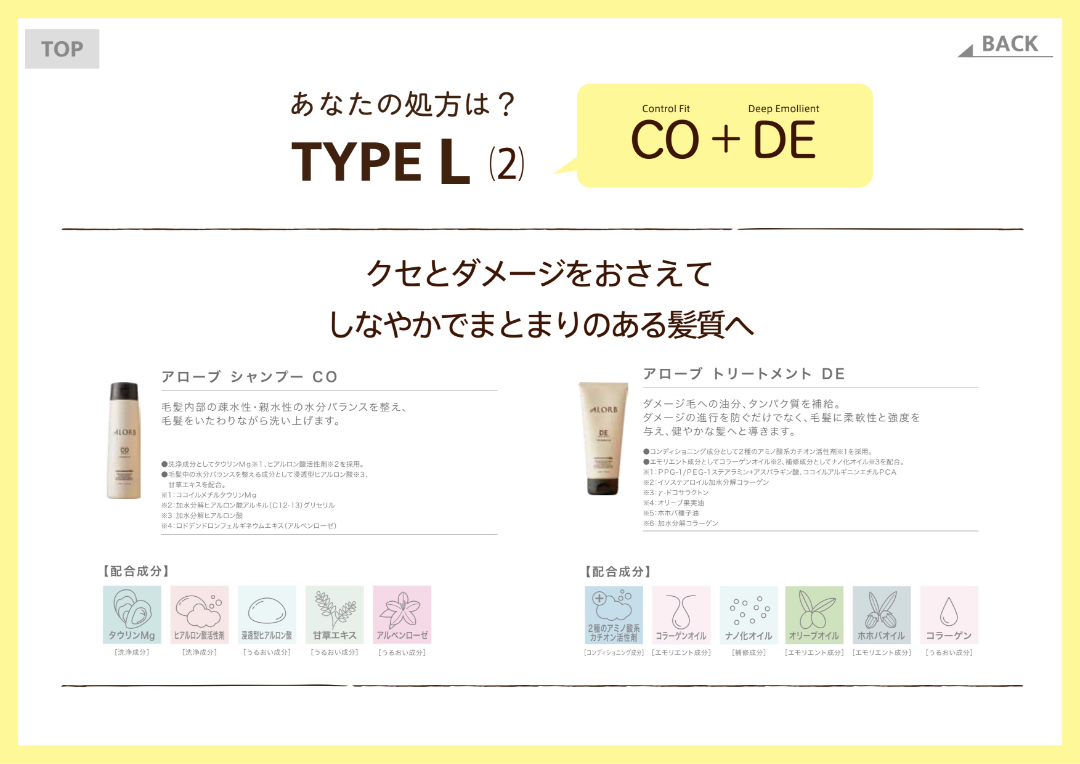 TOP
BACK
あなたの処方は？
TYPE L (2)
Control Fit
Deep Emollient
CO + DE
クセとダメージをおさえて
しなやかでまとまりのある髪質へ
アローブ シャンプー CO
毛髪内部の疎水性・親水性の水分バランスを整え、
毛髪をいたわりながら洗い上げます。
●洗浄成分としてタウリンMg※1、ヒアルロン酸活性剤※2を採用。
●毛髪中の水分バランスを整える成分として浸透型ヒアルロン酸※3、
甘草エキスを配合。
※1：ココイルメチルタウリンMg
※2：加水分解ヒアルロン酸アルキル(C12-13)グリセリル
※3：加水分解ヒアルロン酸
※4：ロドデンドロンフェルギネウムエキス(アルペンローゼ)
ALORB
CO
アローブ トリートメント DE
ダメージ毛への油分、タンパク質を補給。
ダメージの進行を防ぐだけでなく、毛髪に柔軟性と強度を
与え、健やかな髪へと導きます。
●コンディショニング成分として2種のアミノ酸系カチオン活性剤※1を採用。
●エモリエント成分としてコラーゲンオイル※2、補修成分としてナノ化オイル※3を配合。
※1：PPG-1/PEG-1ステアラミン+アスパラギン酸、ココイルアルギニンエチルPCA
※2：イソステアロイル加水分解コラーゲン
※3：γ-ドコサラクトン
※4：オリーブ果実油
※5：ホホバ種子油
※6：加水分解コラーゲン
ALORB
DE
【配合成分】
タウリンMg
ヒアルロン酸活性剤
浸透型ヒアルロン酸
甘草エキス
アルペンローゼ
[洗浄成分]
[洗浄成分]
[うるおい成分]
[うるおい成分]
[うるおい成分]
【配合成分】
2種のアミノ酸系
カチオン活性剤
コラーゲンオイル
ナノ化オイル
オリーブオイル
ホホバオイル
コラーゲン
[コンディショニング成分]
[エモリエント成分]
[補修成分]
[エモリエント成分]
[エモリエント成分]
[うるおい成分]